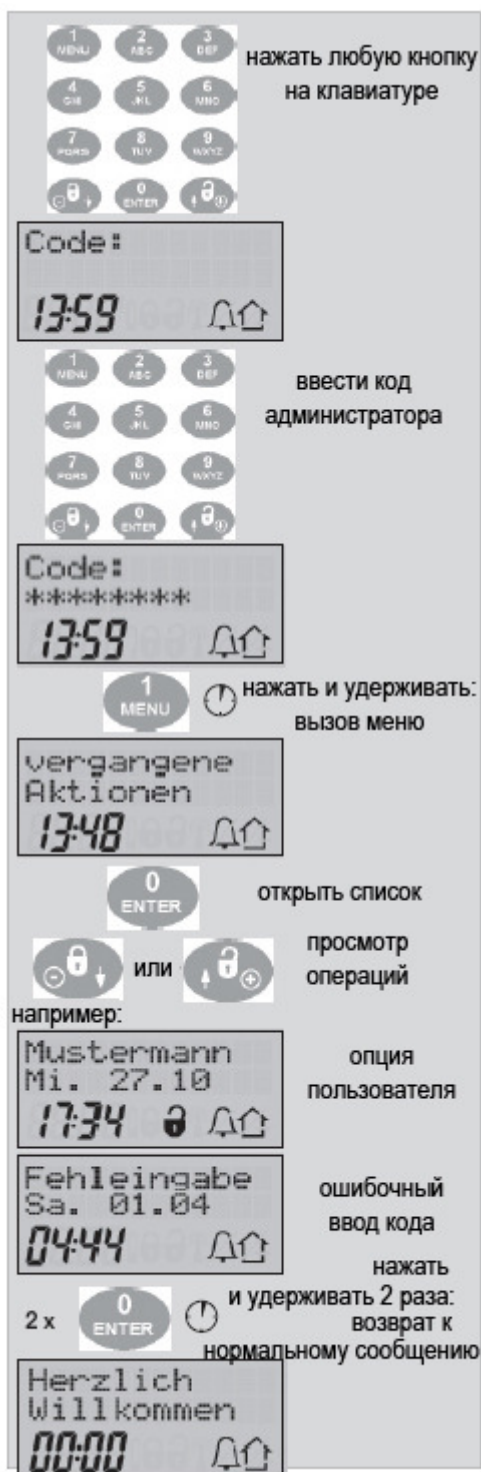 1 2 3
MENU ABC DEF
нажать любую кнопку
на клавиатуре
4 5 6
GHI JKL MNO
7 8 9
PQRS TUV WXYZ
0
ENTER
Code:
13:59
1 2 3
MENU ABC DEF
ввести код
администратора
4 5 6
GHI JKL MNO
7 8 9
PQRS TUV WXYZ
0
ENTER
Code:
********
13:59
1
MENU
нажать и удерживать:
вызов меню
vergangene
Aktionen
13:48
0
ENTER
открыть список
или
просмотр
операций
например:
Mustermann
Mi. 27.10
17:34
опция
пользователя
Fehleingabe
Sa. 01.04
04:44
ошибочный
ввод кода
нажать
и удерживать 2 раза:
2 x
0
ENTER
возврат к
нормальному сообщению
Herzlich
Willkommen
00:00